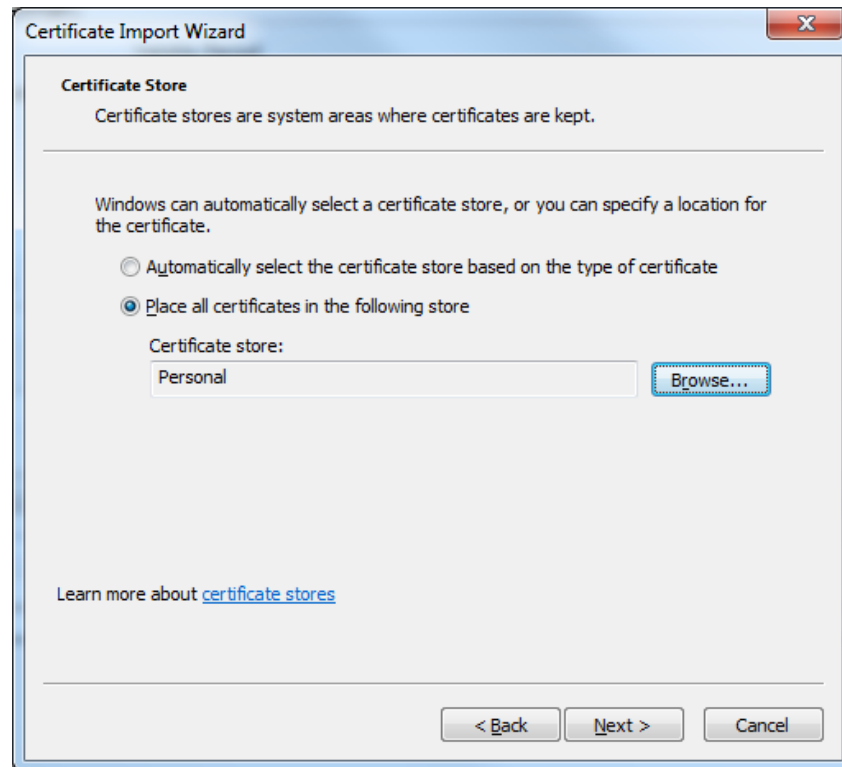 Certificate Import Wizard
Certificate Store
Certificate stores are system areas where certificates are kept.
Windows can automatically select a certificate store, or you can specify a location for
the certificate.
Automatically select the certificate store based on the type of certificate
Place all certificates in the following store
Certificate store:
Personal
Browse...
Learn more about certificate stores
< Back
Next >
Cancel